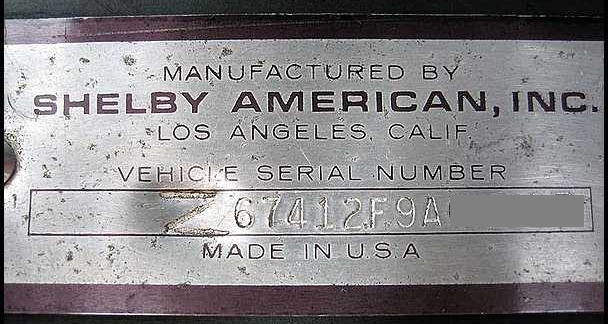 MANUFACTURED BY
SHELBY AMERICAN, INC.
LOS ANGELES, CALIF.
VEHICLE SERIAL NUMBER
Z 67412F9A
MADE IN U.S.A